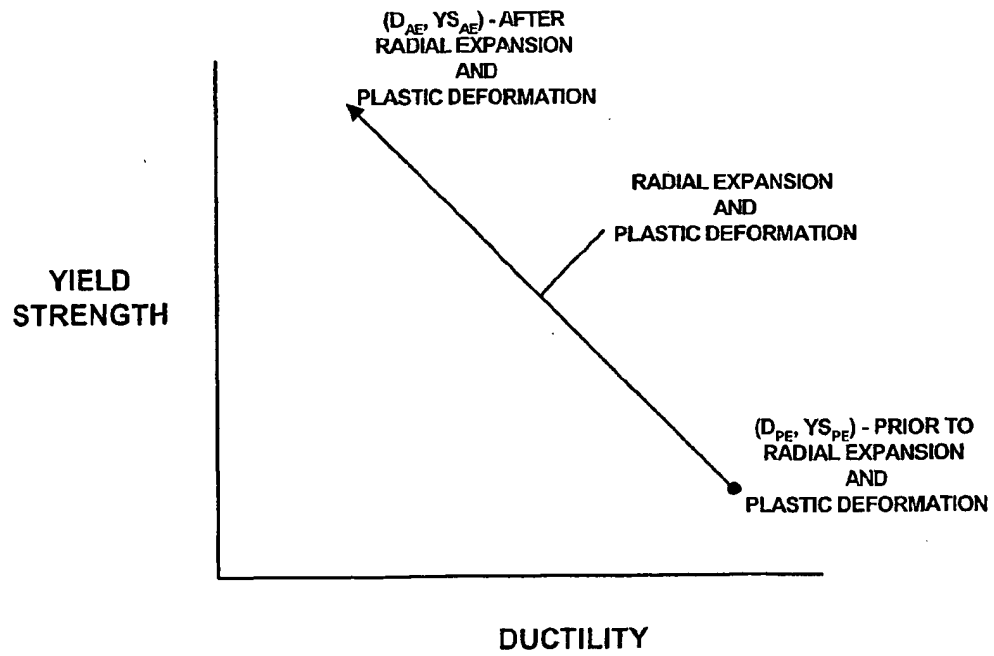 (D_AE, YS_AE) - AFTER
RADIAL EXPANSION
AND
PLASTIC DEFORMATION
RADIAL EXPANSION
AND
PLASTIC DEFORMATION
YIELD
STRENGTH
(D_PE, YS_PE) - PRIOR TO
RADIAL EXPANSION
AND
PLASTIC DEFORMATION
DUCTILITY